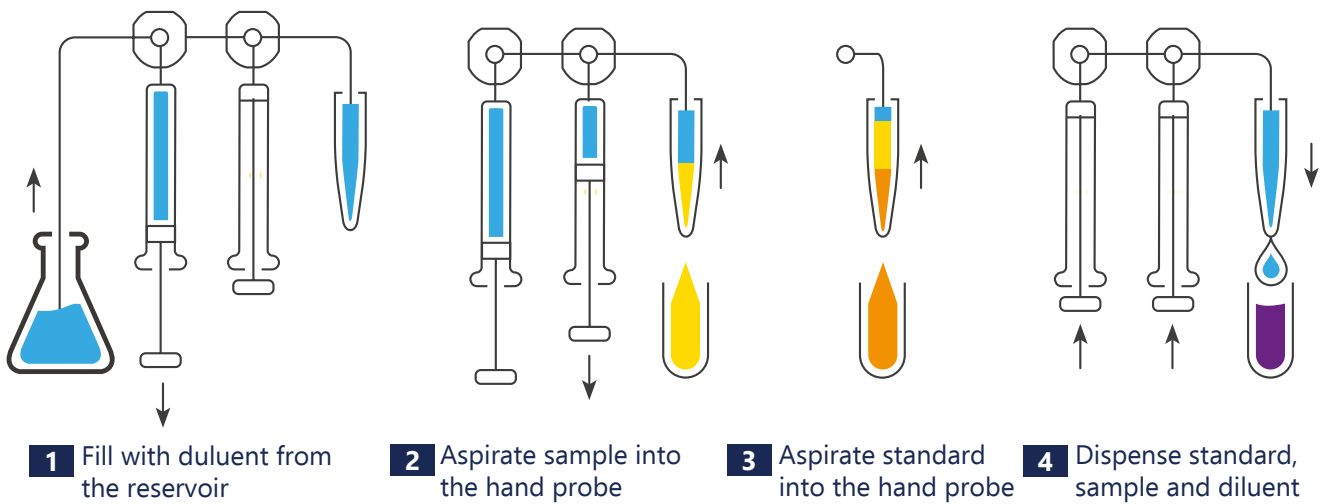 1 Fill with duluent from
the reservoir
2 Aspirate sample into
the hand probe
3 Aspirate standard
into the hand probe
4 Dispense standard,
sample and diluent